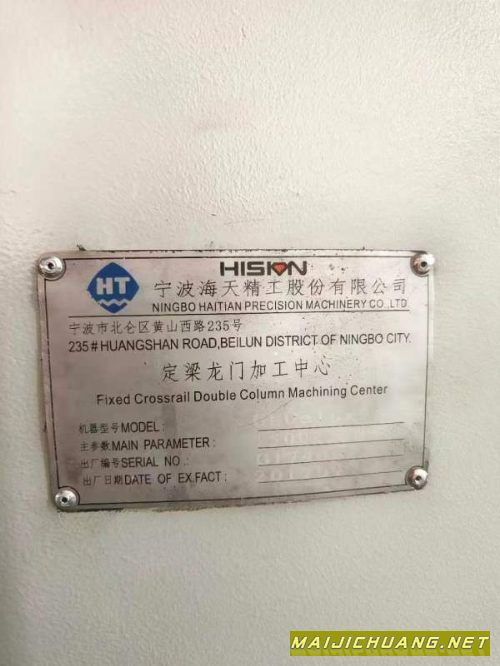 HT
HISION
宁波海天精工股份有限公司
NINGBO HAITIAN PRECISION MACHINERY CO.,LTD
宁波市北仑区黄山西路235号
235#HUANGSHAN ROAD,BEILUN DISTRICT OF NINGBO CITY.
定梁龙门加工中心
Fixed Crossrail Double Column Machining Center
机器型号MODEL:
主参数MAIN PARAMETER:
出厂编号SERIAL NO.:
出厂日期DATE OF EX.FACT:
MAIJICHUANG.NET